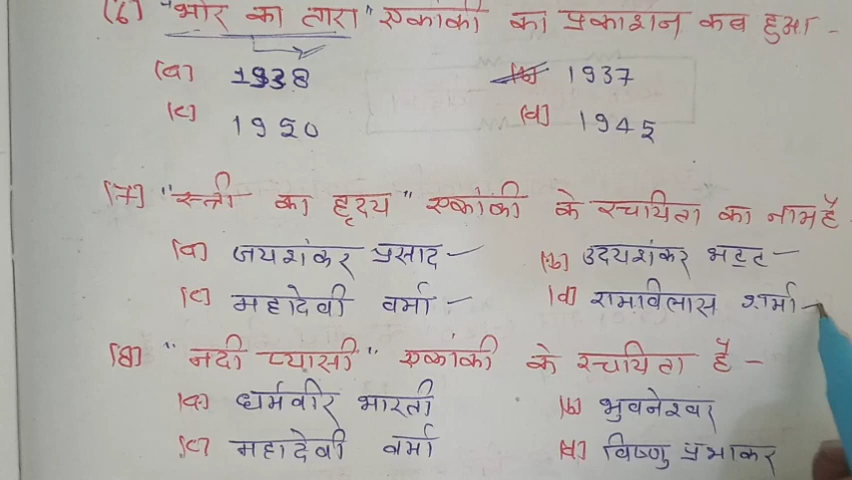 (6) "भोर का तारा" एकांकी का प्रकाशन कब हुआ -
(a) 1938 (b) 1937
(c) 1950 (d) 1945
(7) "स्त्री का हृदय" एकांकी के रचयिता का नाम है
(a) जयशंकर प्रसाद - (b) उदयशंकर भट्ट -
(c) महादेवी वर्मा - (d) रामविलास शर्मा -
(8) "नदी प्यासी" एकांकी के रचयिता है -
(a) धर्मवीर भारती (b) भुवनेश्वर
(c) महादेवी वर्मा (d) विष्णु प्रभाकर